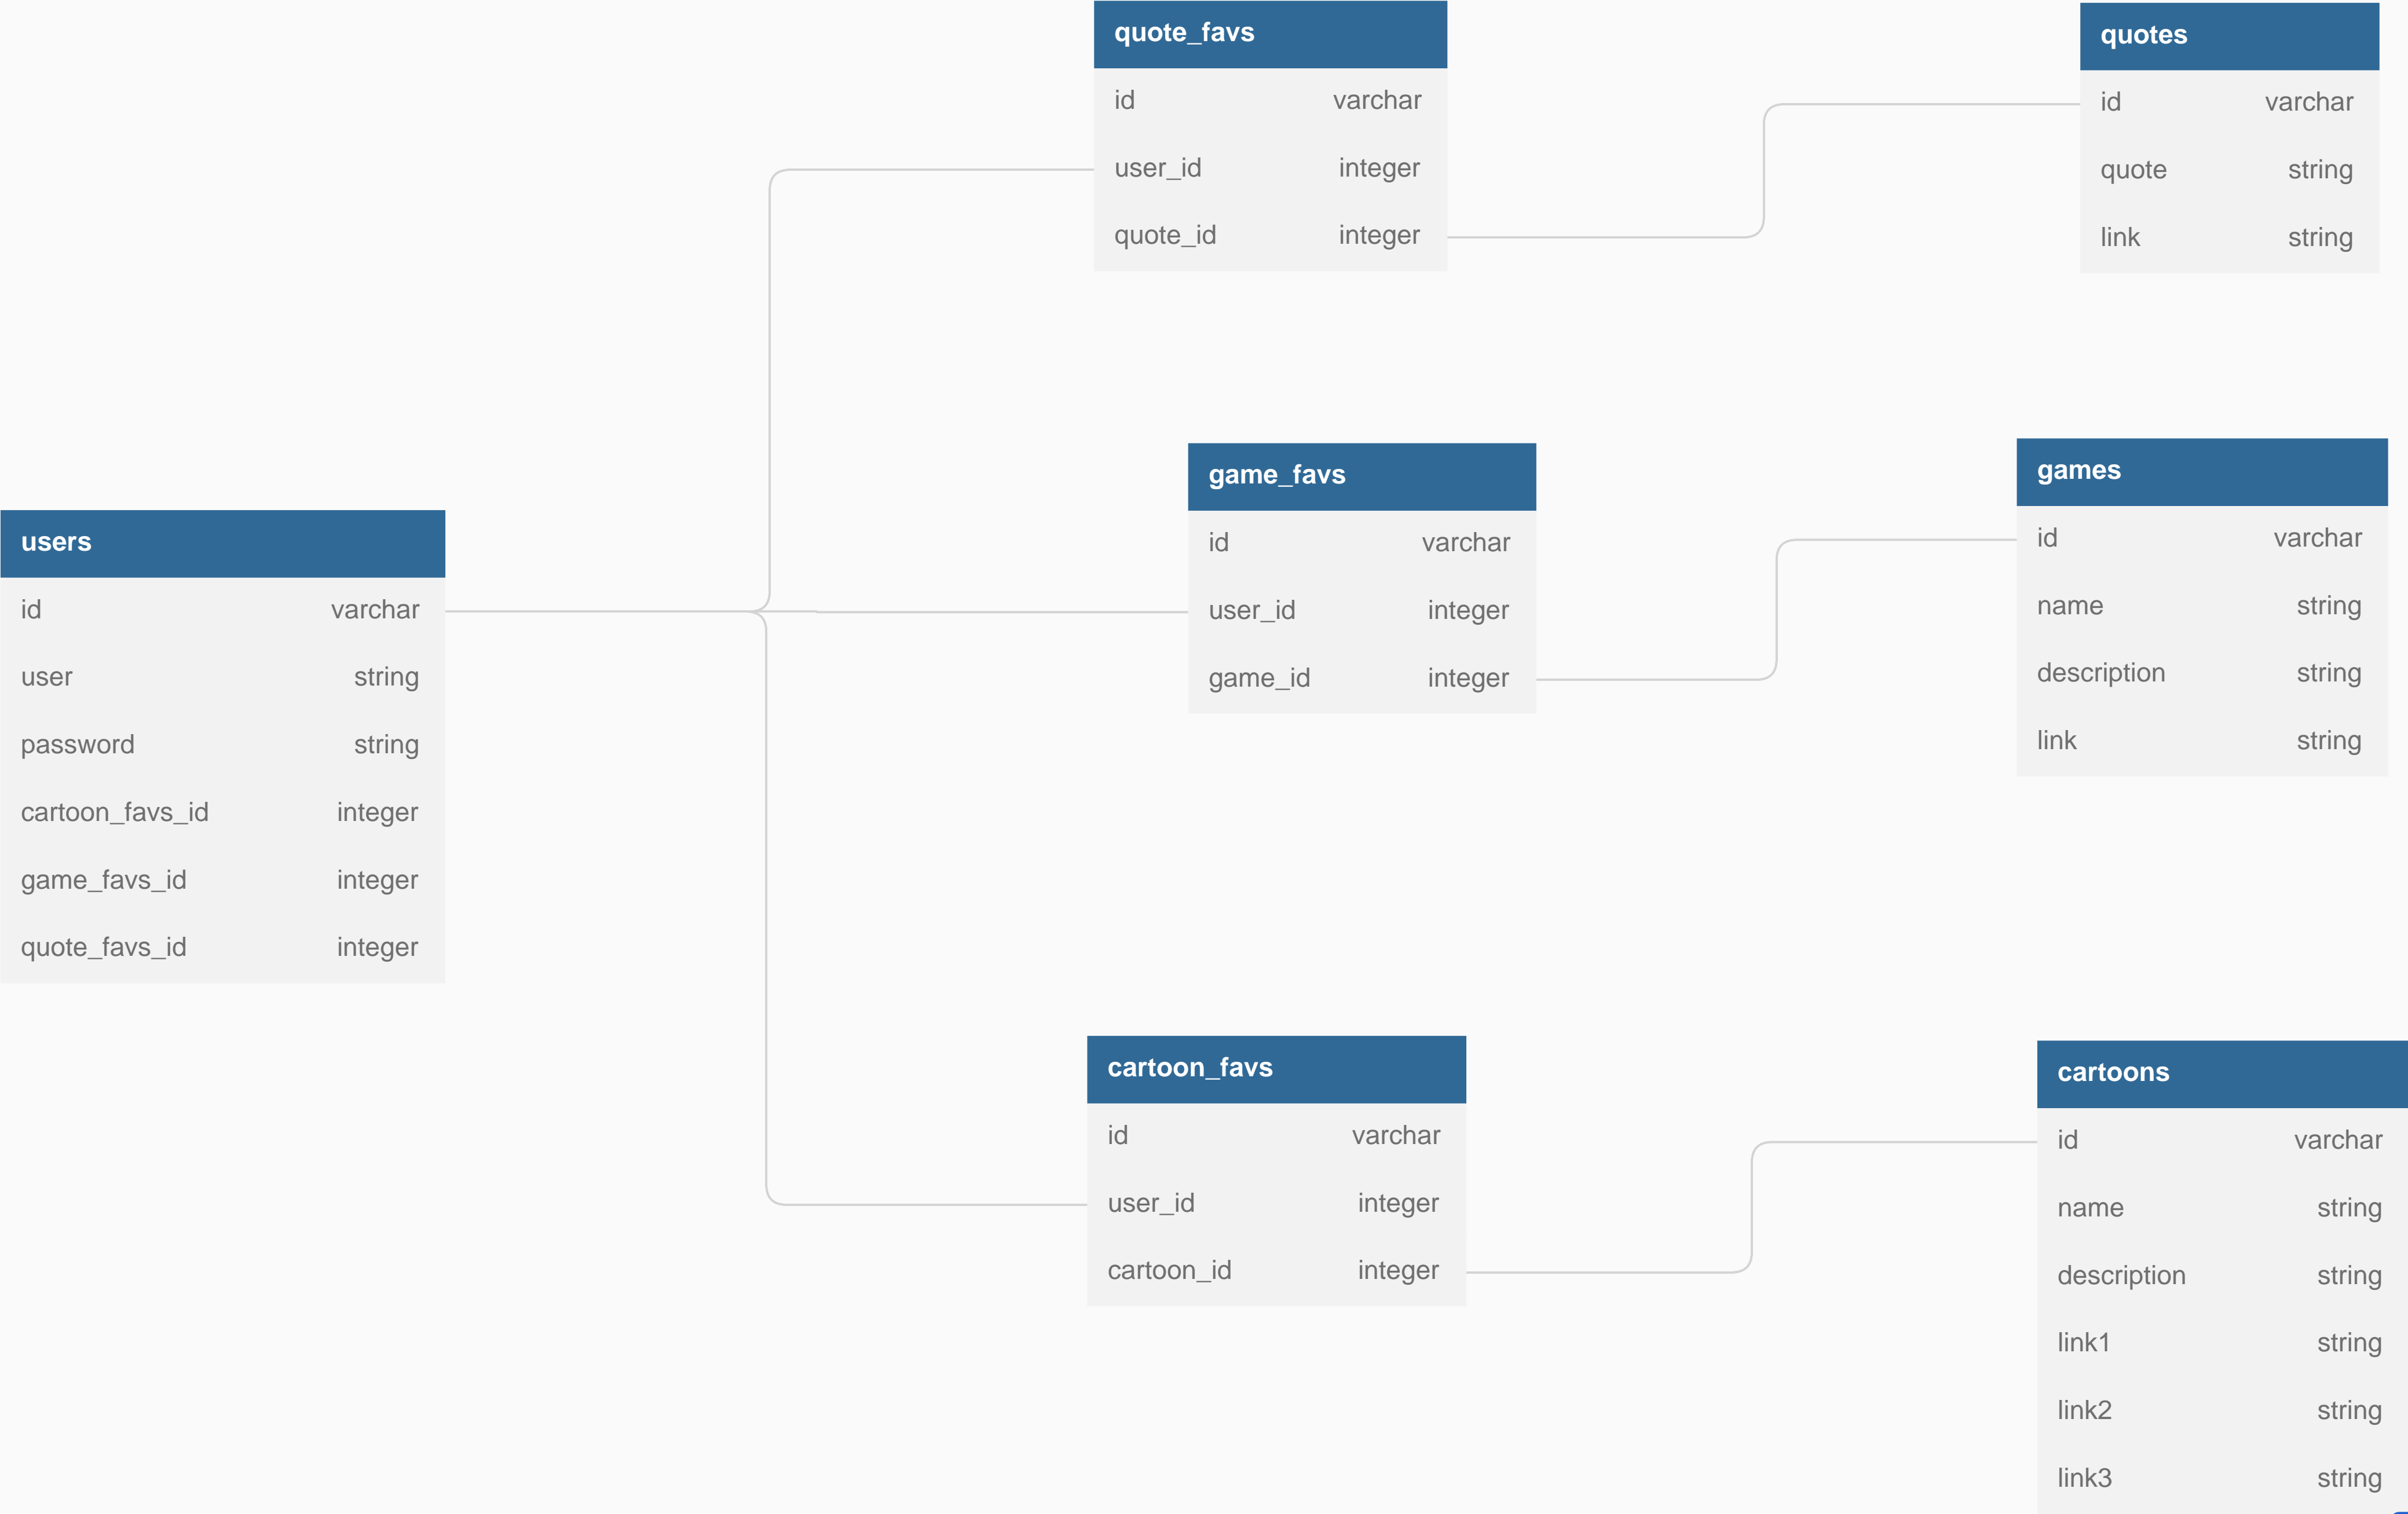 quote_favs
id varchar
user_id integer
quote_id integer
quotes
id varchar
quote string
link string
game_favs
id varchar
user_id integer
game_id integer
games
id varchar
name string
description string
link string
users
id varchar
user string
password string
cartoon_favs_id integer
game_favs_id integer
quote_favs_id integer
cartoon_favs
id varchar
user_id integer
cartoon_id integer
cartoons
id varchar
name string
description string
link1 string
link2 string
link3 string